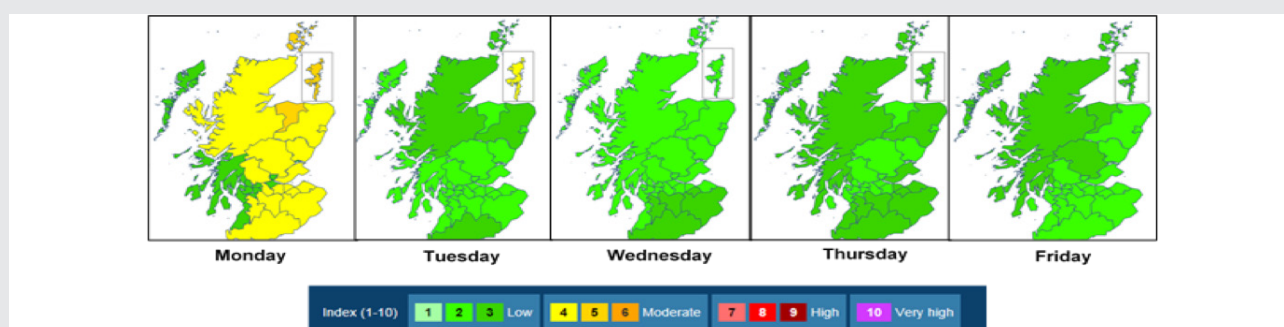 Monday Tuesday Wednesday Thursday Friday
Index (1-10) 1 2 3 Low 4 5 6 Moderate 7 8 9 High 10 Very high